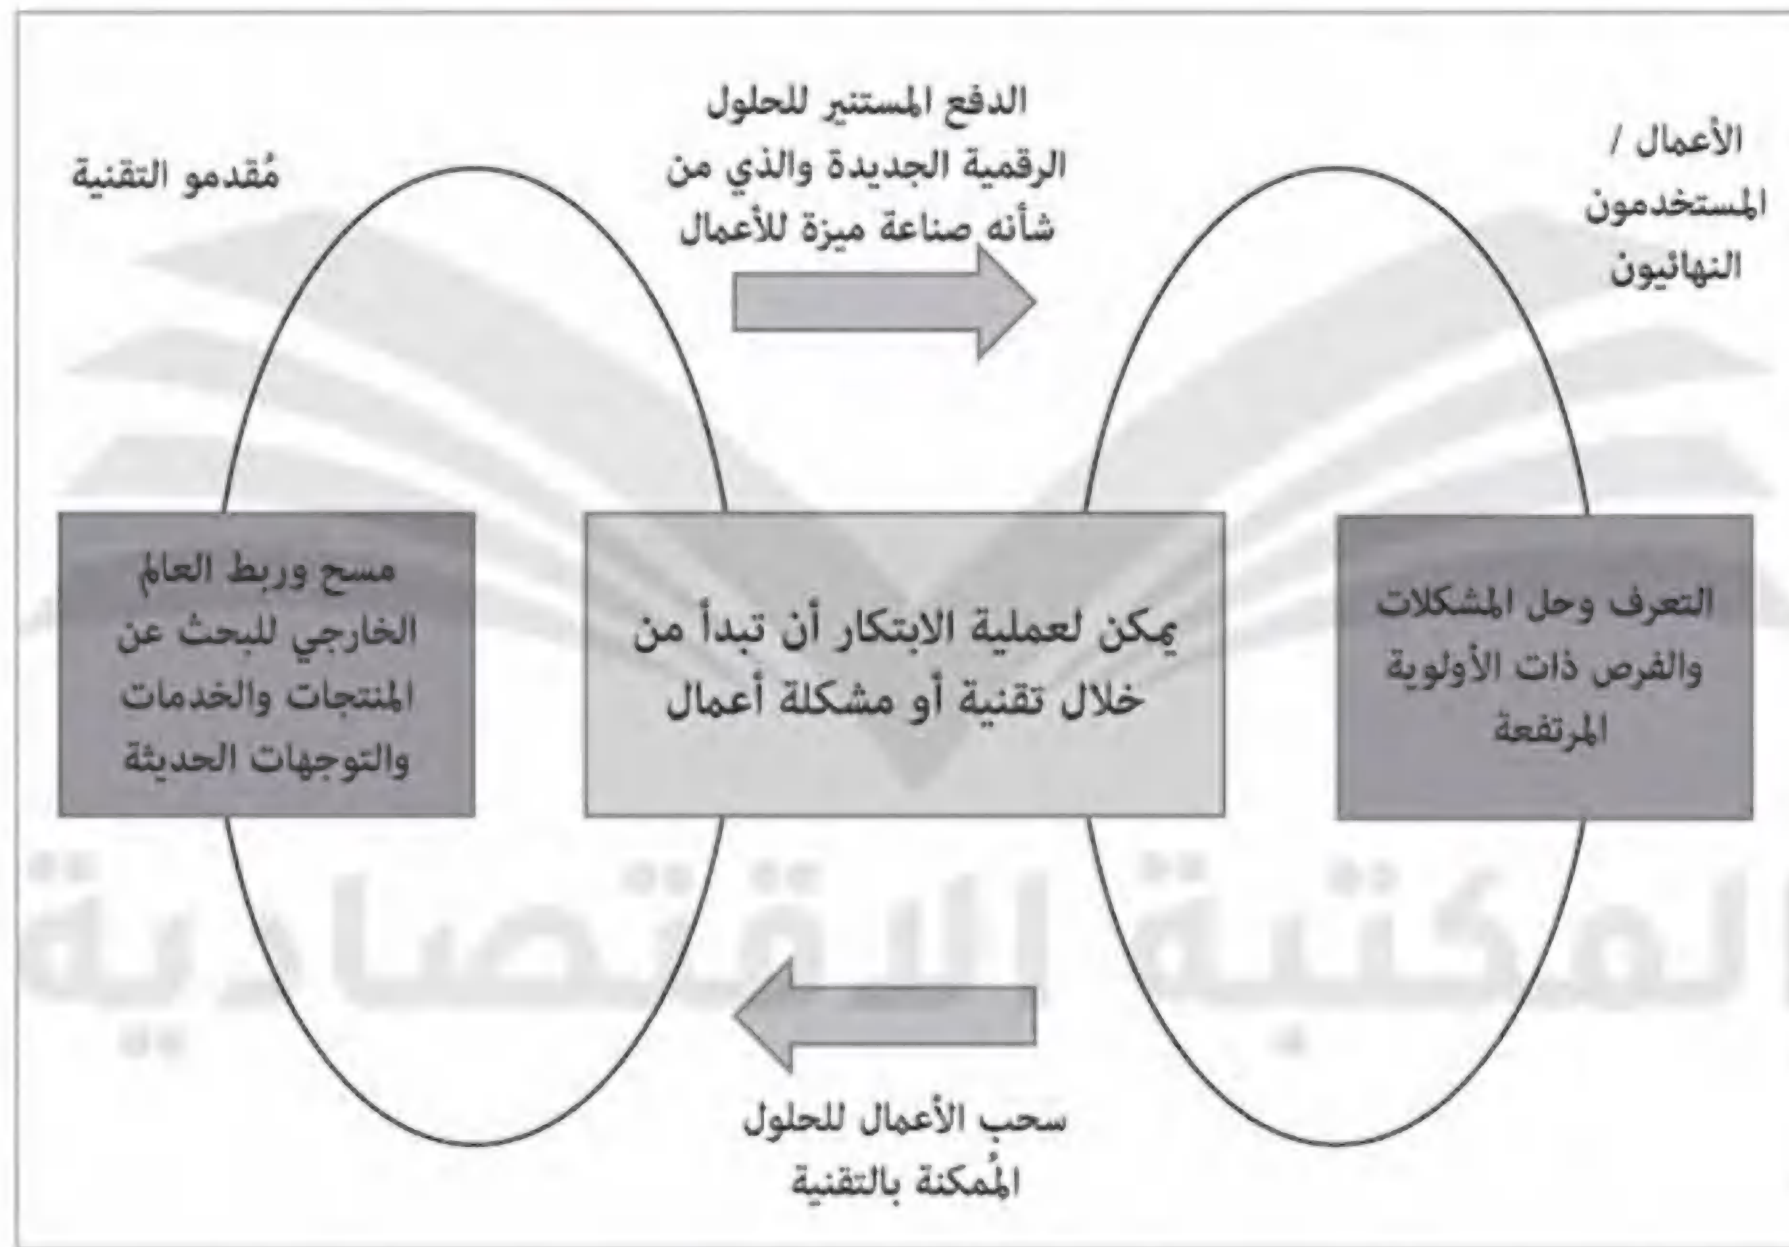 الدفع المستنير للحلول
الرقمية الجديدة والذي من
شأنه صناعة ميزة للأعمال
الأعمال /
المستخدمون
النهائيون
مُقدمو التقنية
التعرف وحل المشكلات
والفرص ذات الأولوية
المرتفعة
يمكن لعملية الابتكار أن تبدأ من
خلال تقنية أو مشكلة أعمال
مسح وربط العالم
الخارجي للبحث عن
المنتجات والخدمات
والتوجهات الحديثة
المكتبة الاقتصادية
سحب الأعمال للحلول
المُمكنة بالتقنية